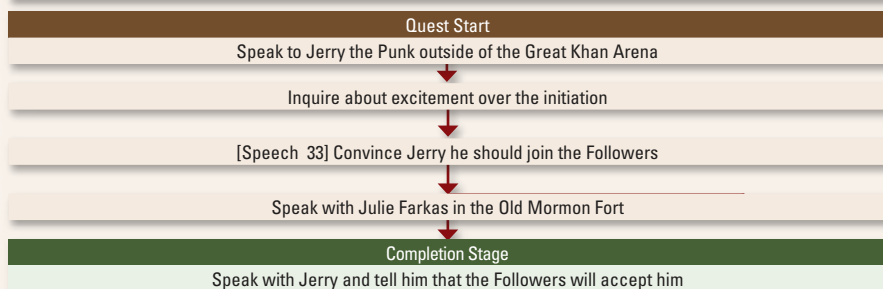 Quest Start
Speak to Jerry the Punk outside of the Great Khan Arena
Inquire about excitement over the initiation
[Speech 33] Convince Jerry he should join the Followers
Speak with Julie Farkas in the Old Mormon Fort
Completion Stage
Speak with Jerry and tell him that the Followers will accept him